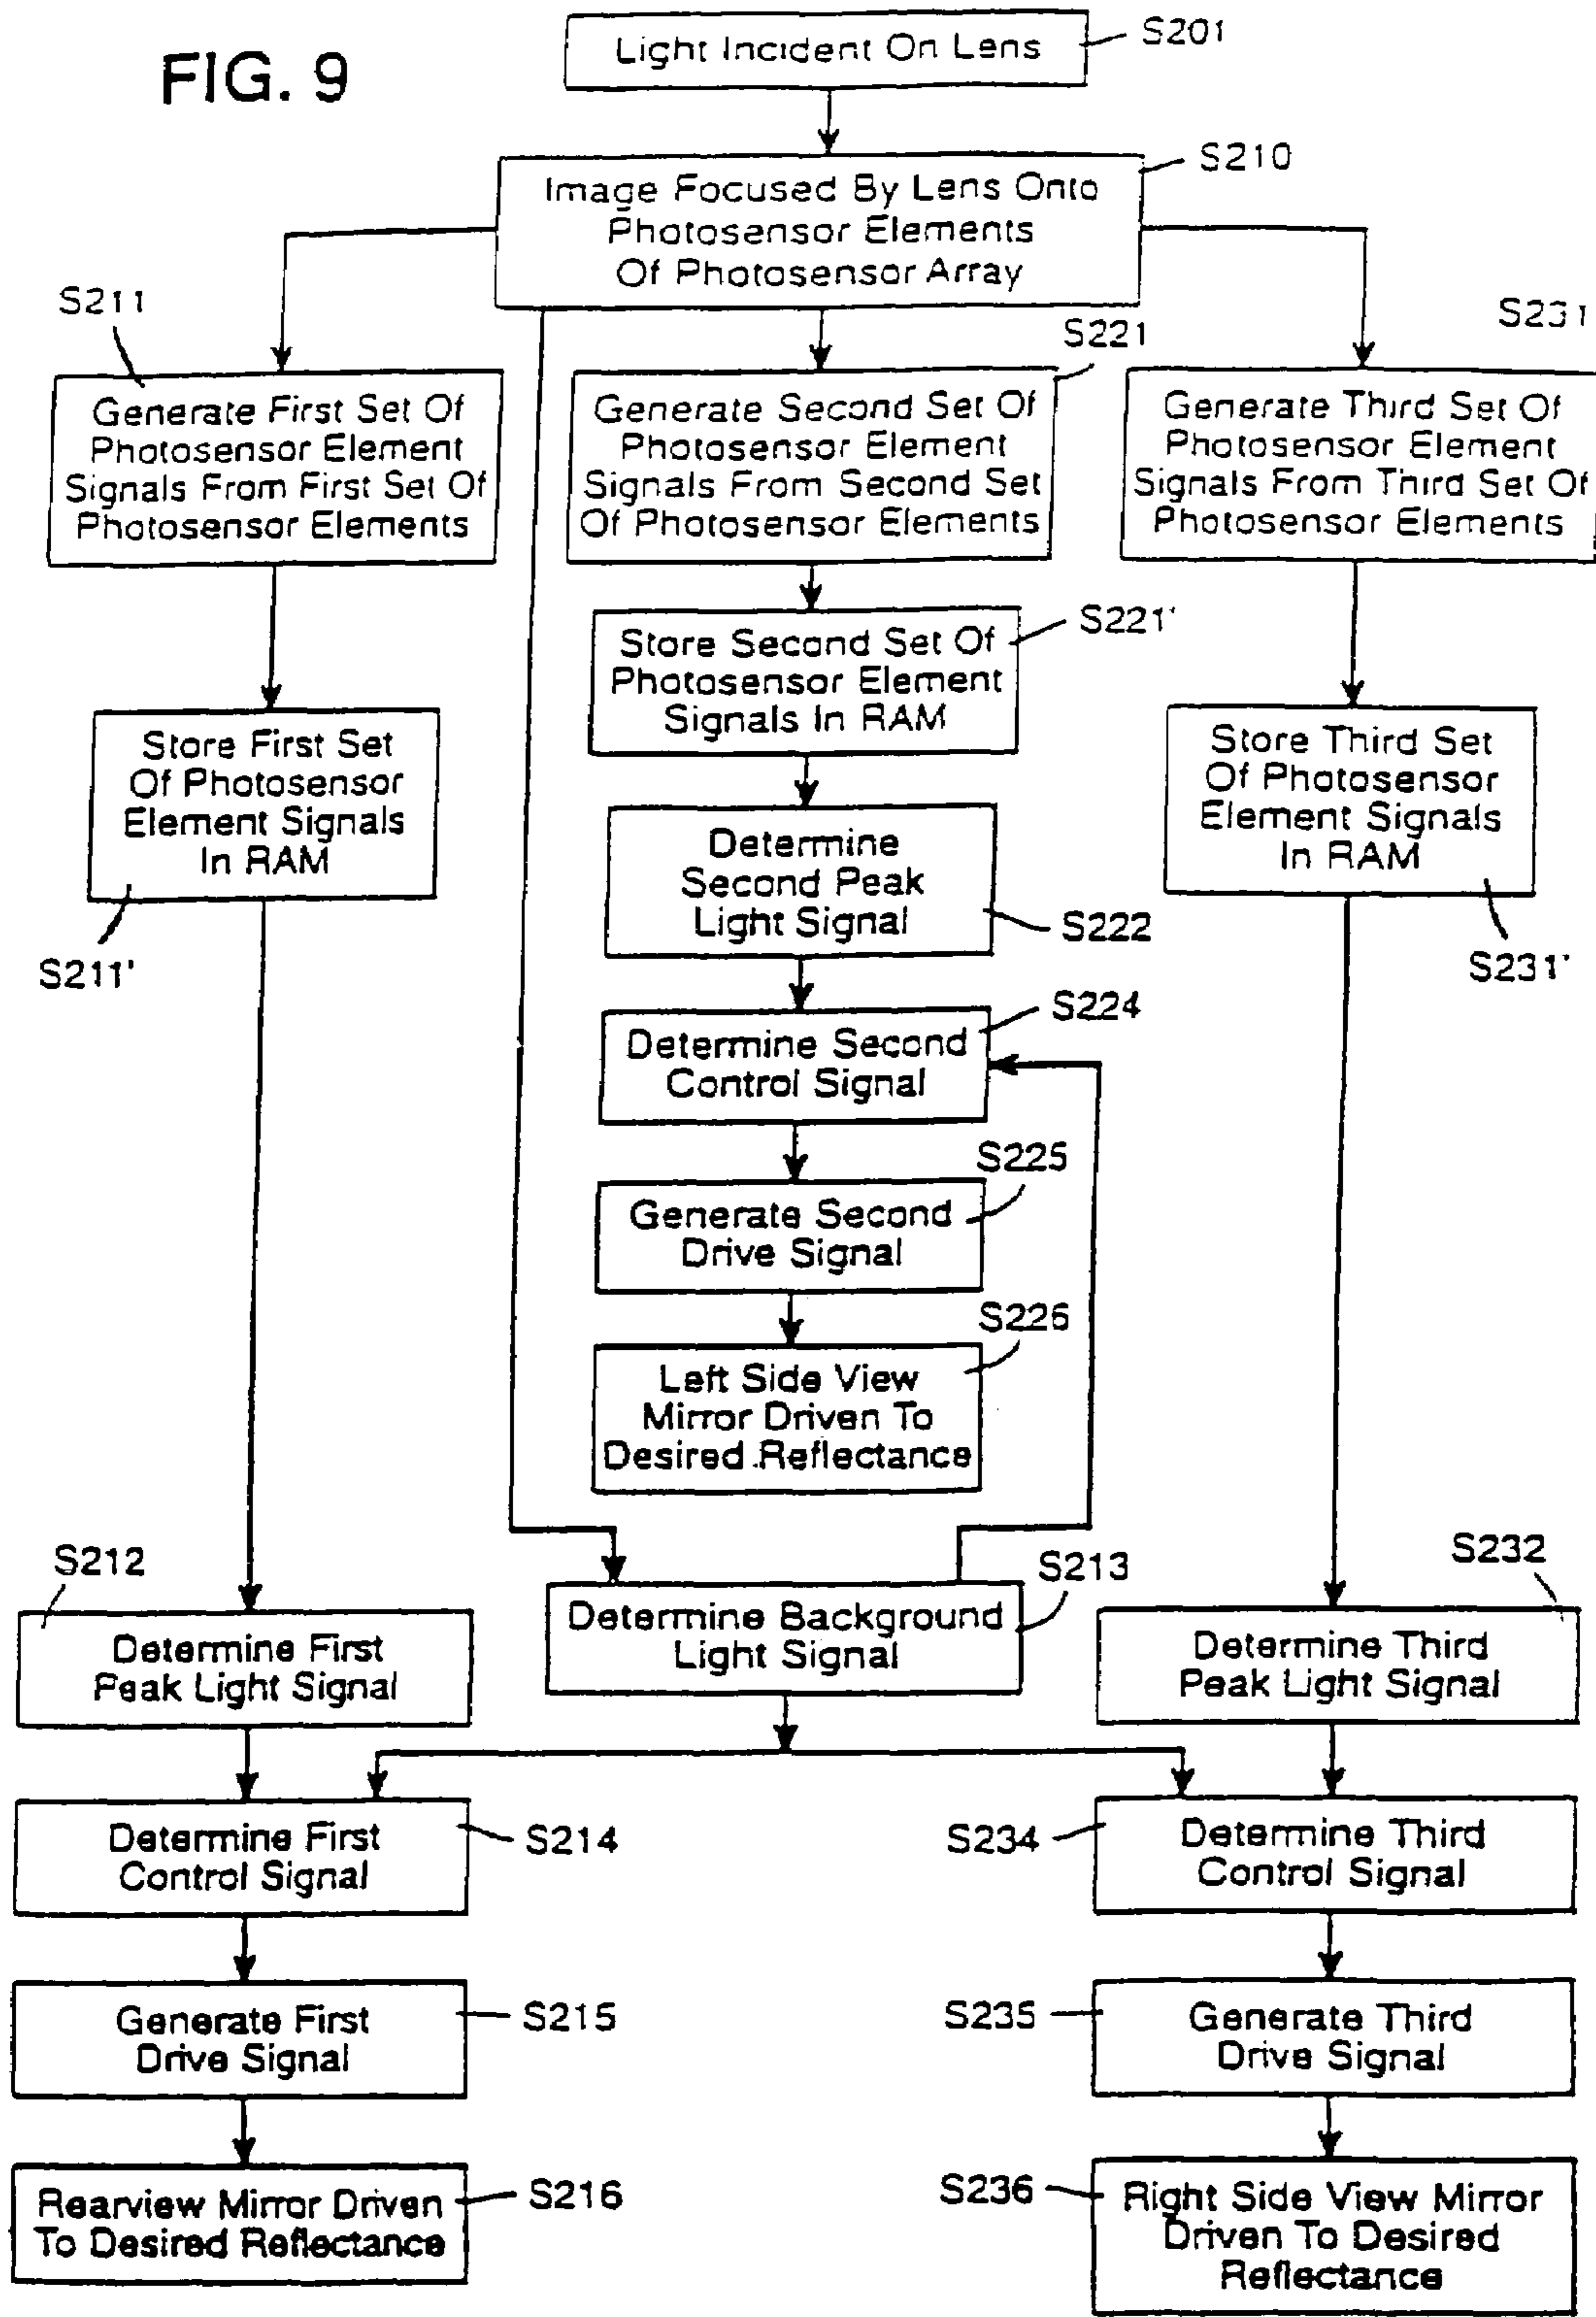 FIG. 9
Light Incident On Lens
S201
Image Focused By Lens Onto
Photosensor Elements
Of Photosensor Array
S210
S211
Generate First Set Of
Photosensor Element
Signals From First Set Of
Photosensor Elements
S221
Generate Second Set Of
Photosensor Element
Signals From Second Set
Of Photosensor Elements
S231
Generate Third Set Of
Photosensor Element
Signals From Third Set Of
Photosensor Elements
Store First Set
Of Photosensor
Element Signals
In RAM
S211'
Store Second Set Of
Photosensor Element
Signals In RAM
S221'
Store Third Set
Of Photosensor
Element Signals
In RAM
S231'
Determine
Second Peak
Light Signal
S222
Determine Second
Control Signal
S224
Generate Second
Drive Signal
S225
Left Side View
Mirror Driven To
Desired Reflectance
S226
S212
Determine First
Peak Light Signal
S213
Determine Background
Light Signal
S232
Determine Third
Peak Light Signal
Determine First
Control Signal
S214
S234
Determine Third
Control Signal
Generate First
Drive Signal
S215
S235
Generate Third
Drive Signal
Rearview Mirror Driven
To Desired Reflectance
S216
S236
Right Side View Mirror
Driven To Desired
Reflectance